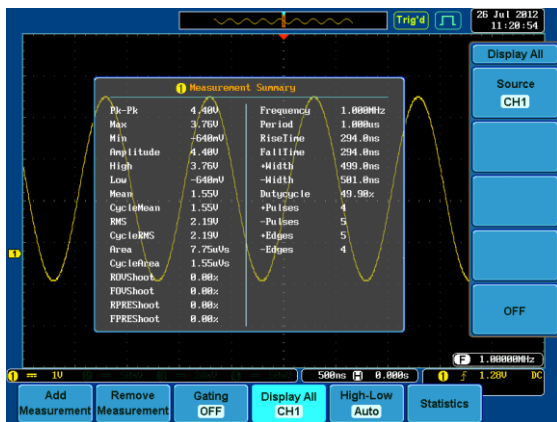 Trig'd
26 Jul 2012
11:20:54
Display All
Source
CH1
OFF
1 Measurement Summary
Pk-Pk 4.40V
Max 3.76V
Min -640mV
Amplitude 4.40V
High 3.76V
Low -640mV
Mean 1.55V
CycleMean 1.55V
RMS 2.19V
CycleRMS 2.19V
Area 7.75uVs
CycleArea 1.55uVs
ROVShoot 0.00%
FOVShoot 0.00%
RPREShoot 0.00%
FPREShoot 0.00%
Frequency 1.000MHz
Period 1.000us
RiseTime 294.0ns
FallTime 294.0ns
+Width 499.0ns
-Width 501.0ns
Dutycycle 49.90%
+Pulses 4
-Pulses 5
+Edges 5
-Edges 4
1
F 1.00000MHz
1 1V
500ns H 0.000s
1 1.28V DC
Add Measurement
Remove Measurement
Gating OFF
Display All CH1
High-Low Auto
Statistics